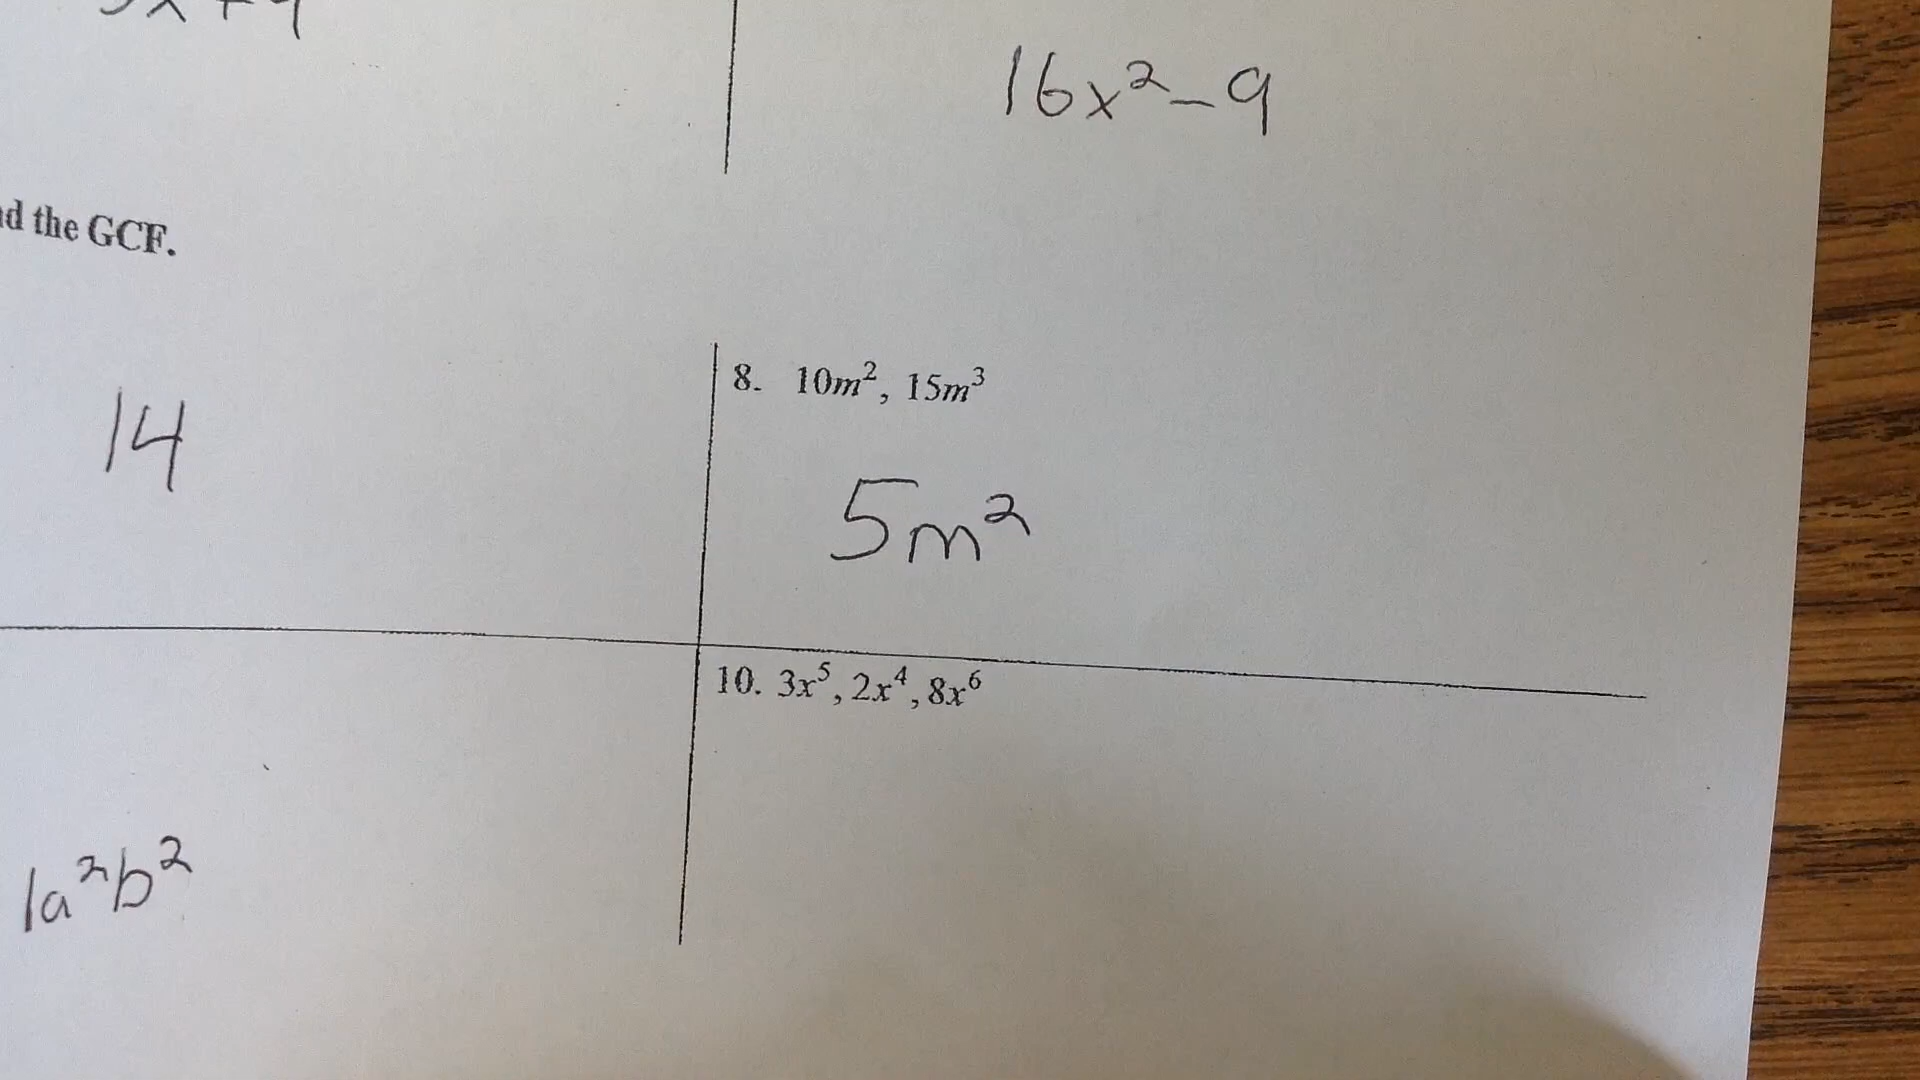 16x²-9
the GCF.
14
8. 10m², 15m³
5m²
10. 3x⁵, 2x⁴, 8x⁶
1a²b²